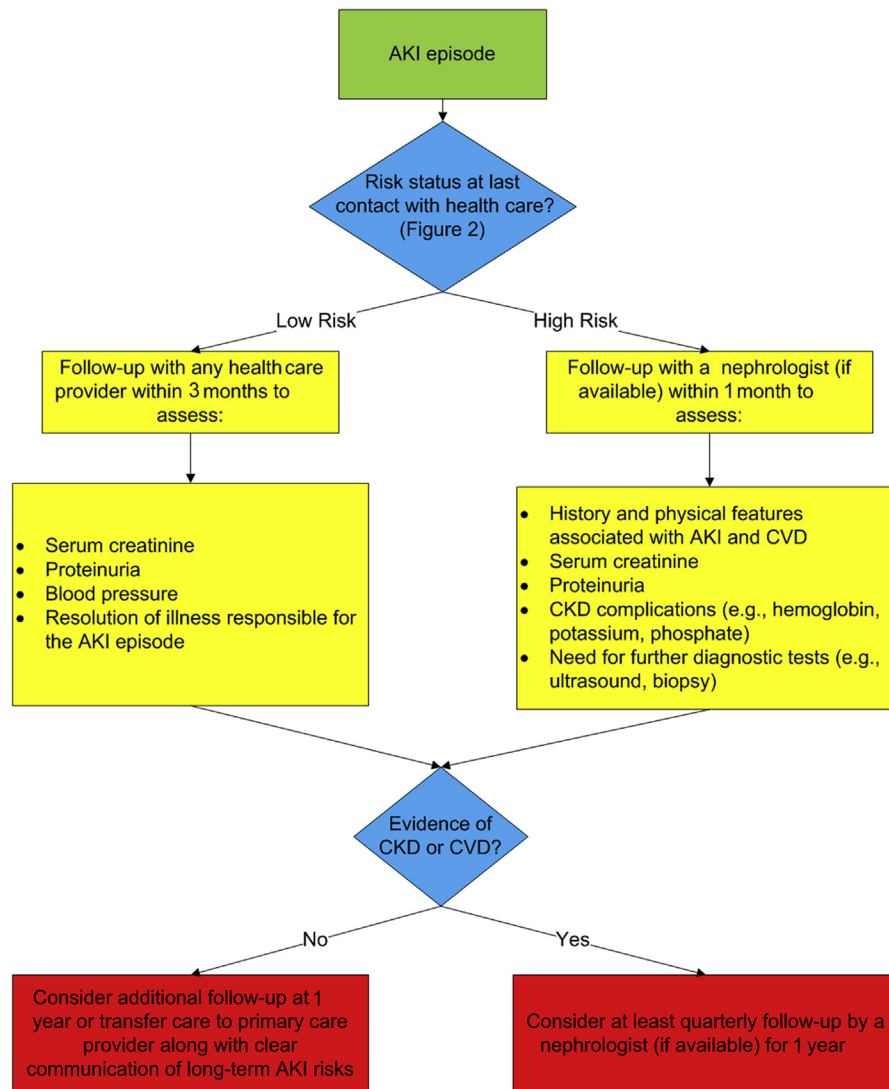 AKI episode
Risk status at last
contact with health care?
(Figure 2)
Low Risk
High Risk
Follow-up with any health care
provider within 3 months to
assess:
Follow-up with a nephrologist (if
available) within 1 month to
assess:
• Serum creatinine
• Proteinuria
• Blood pressure
• Resolution of illness responsible for
the AKI episode
• History and physical features
associated with AKI and CVD
• Serum creatinine
• Proteinuria
• CKD complications (e.g., hemoglobin,
potassium, phosphate)
• Need for further diagnostic tests (e.g.,
ultrasound, biopsy)
Evidence of
CKD or CVD?
No
Yes
Consider additional follow-up at 1
year or transfer care to primary care
provider along with clear
communication of long-term AKI risks
Consider at least quarterly follow-up by a
nephrologist (if available) for 1 year